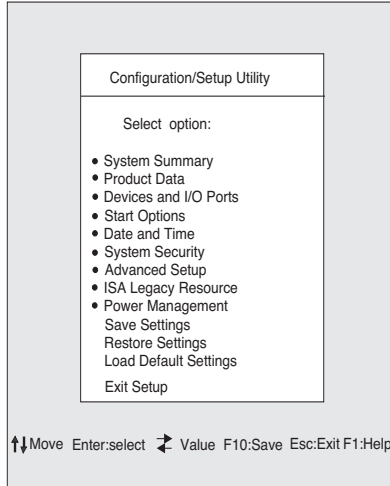 Configuration/Setup Utility
Select option:
• System Summary
• Product Data
• Devices and I/O Ports
• Start Options
• Date and Time
• System Security
• Advanced Setup
• ISA Legacy Resource
• Power Management
Save Settings
Restore Settings
Load Default Settings
Exit Setup
↑↓ Move Enter:select ⇄ Value F10:Save Esc:Exit F1:Help